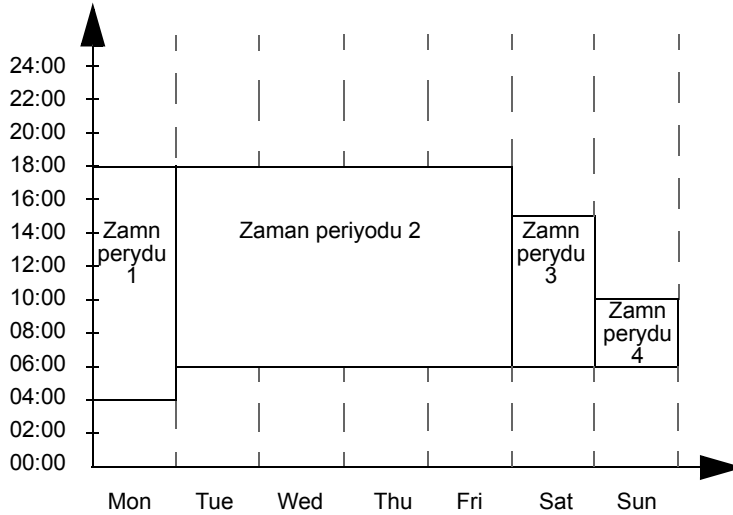 24:00
22:00
20:00
18:00
16:00
14:00
12:00
10:00
08:00
06:00
04:00
02:00
00:00
Zamn
perydu
1
Zaman periyodu 2
Zamn
perydu
3
Zamn
perydu
4
Mon Tue Wed Thu Fri Sat Sun